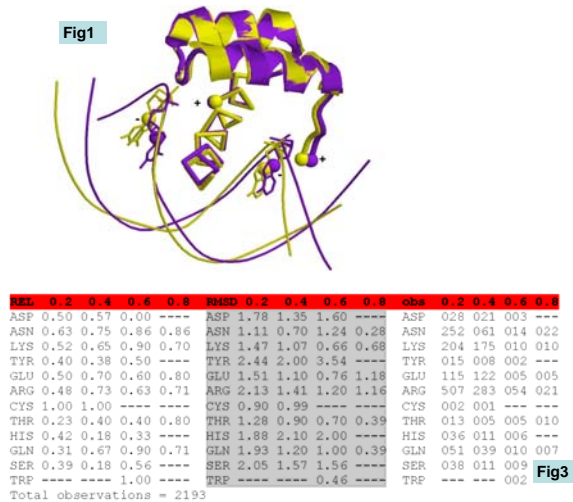 Fig1
+
-
+
-
REL 0.2 0.4 0.6 0.8 RMSD 0.2 0.4 0.6 0.8 obs 0.2 0.4 0.6 0.8
ASP 0.50 0.57 0.00 ---- ASP 1.78 1.35 1.60 ---- ASP 028 021 003 ---
ASN 0.63 0.75 0.86 0.86 ASN 1.11 0.70 1.24 0.28 ASN 252 061 014 022
LYS 0.52 0.65 0.90 0.70 LYS 1.47 1.07 0.66 0.68 LYS 204 175 010 010
TYR 0.40 0.38 0.50 ---- TYR 2.44 2.00 3.54 ---- TYR 015 008 002 ---
GLU 0.50 0.70 0.60 0.80 GLU 1.51 1.10 0.76 1.18 GLU 115 122 005 005
ARG 0.48 0.73 0.63 0.71 ARG 2.13 1.41 1.20 1.16 ARG 507 283 054 021
CYS 1.00 1.00 ---- ---- CYS 0.90 0.99 ---- ---- CYS 002 001 --- ---
THR 0.23 0.40 0.40 0.80 THR 1.28 0.90 0.70 0.39 THR 013 005 005 010
HIS 0.42 0.18 0.33 ---- HIS 1.88 2.10 2.00 ---- HIS 036 011 006 ---
GLN 0.31 0.67 0.90 0.71 GLN 1.93 1.20 1.00 0.39 GLN 051 039 010 007
SER 0.39 0.18 0.56 ---- SER 2.05 1.57 1.56 ---- SER 038 011 009 ---
TRP ---- ---- 1.00 ---- TRP ---- ---- 0.46 ---- TRP --- --- 002
Fig3
Total observations = 2193